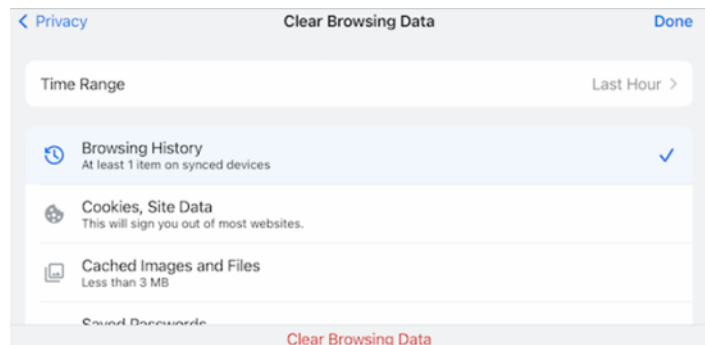 Privacy
Clear Browsing Data
Done
Time Range
Last Hour
Browsing History
At least 1 item on synced devices
Cookies, Site Data
This will sign you out of most websites.
Cached Images and Files
Less than 3 MB
Saved Passwords
Clear Browsing Data